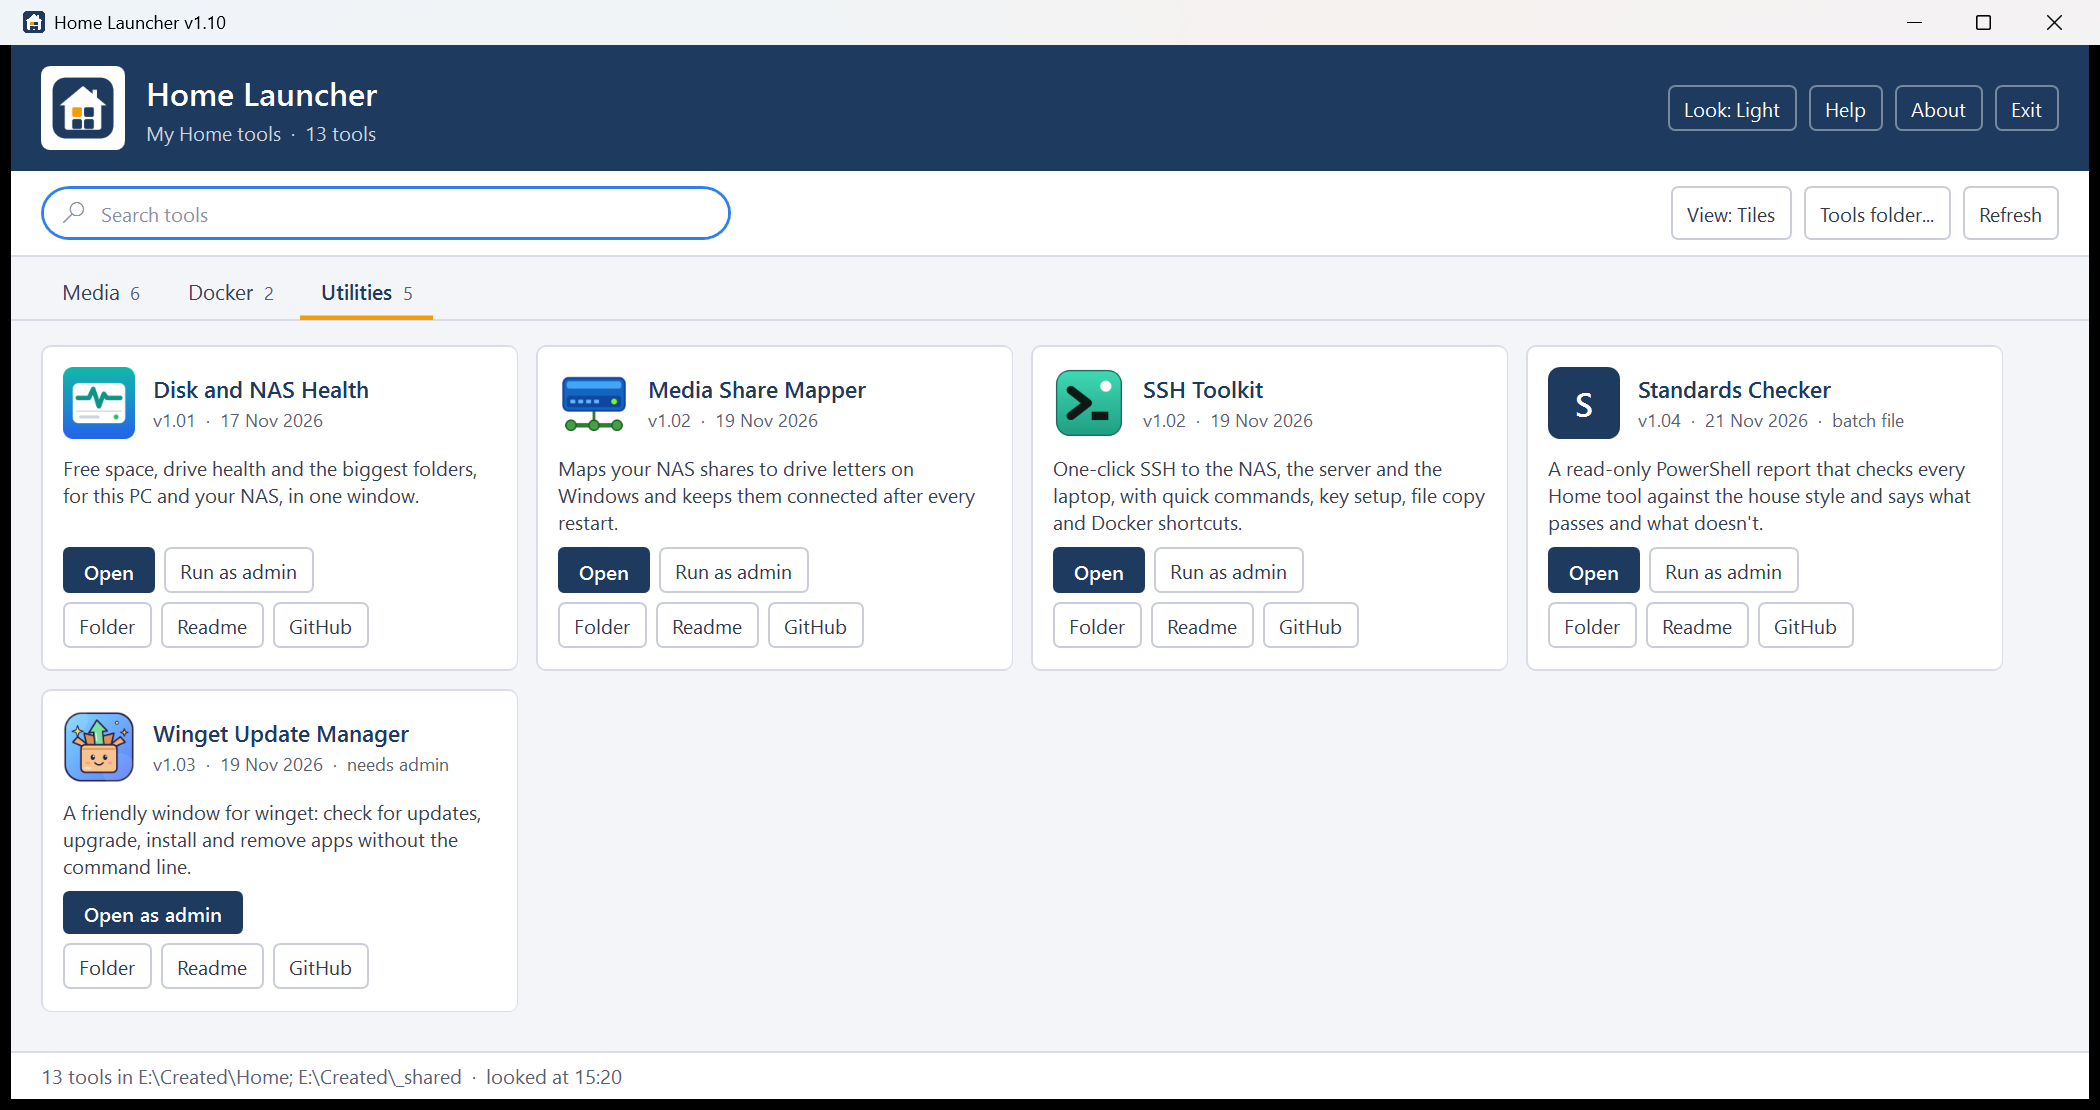 Home Launcher v1.10
Home Launcher
My Home tools · 13 tools
Look: Light
Help
About
Exit
Search tools
View: Tiles
Tools folder...
Refresh
Media 6
Docker 2
Utilities 5
Disk and NAS Health
v1.01 · 17 Nov 2026
Free space, drive health and the biggest folders,
for this PC and your NAS, in one window.
Open
Run as admin
Folder
Readme
GitHub
Media Share Mapper
v1.02 · 19 Nov 2026
Maps your NAS shares to drive letters on
Windows and keeps them connected after every
restart.
Open
Run as admin
Folder
Readme
GitHub
SSH Toolkit
v1.02 · 19 Nov 2026
One-click SSH to the NAS, the server and the
laptop, with quick commands, key setup, file copy
and Docker shortcuts.
Open
Run as admin
Folder
Readme
GitHub
S
Standards Checker
v1.04 · 21 Nov 2026 · batch file
A read-only PowerShell report that checks every
Home tool against the house style and says what
passes and what doesn't.
Open
Run as admin
Folder
Readme
GitHub
Winget Update Manager
v1.03 · 19 Nov 2026 · needs admin
A friendly window for winget: check for updates,
upgrade, install and remove apps without the
command line.
Open as admin
Folder
Readme
GitHub
13 tools in E:\Created\Home; E:\Created\_shared · looked at 15:20